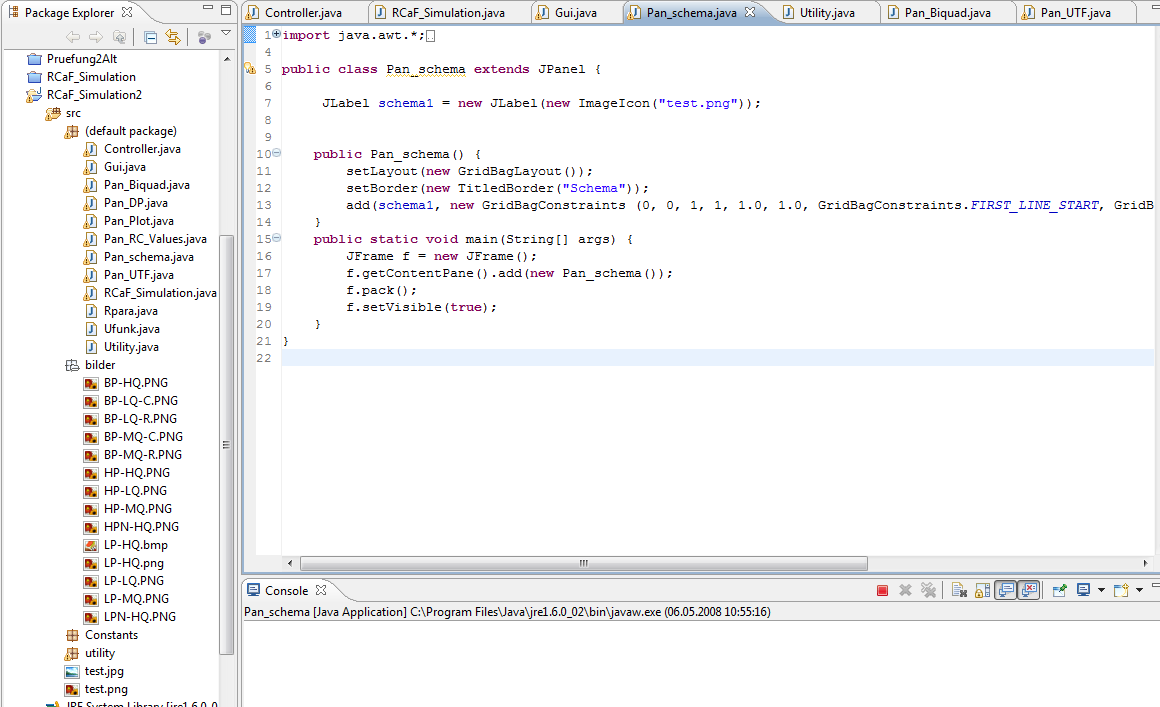 Package Explorer
Pruefung2Alt
RCaF_Simulation
RCaF_Simulation2
src
(default package)
Controller.java
Gui.java
Pan_Biquad.java
Pan_DP.java
Pan_Plot.java
Pan_RC_Values.java
Pan_schema.java
Pan_UTF.java
RCaF_Simulation.java
Rpara.java
Ufunk.java
Utility.java
bilder
BP-HQ.PNG
BP-LQ-C.PNG
BP-LQ-R.PNG
BP-MQ-C.PNG
BP-MQ-R.PNG
HP-HQ.PNG
HP-LQ.PNG
HP-MQ.PNG
HPN-HQ.PNG
LP-HQ.bmp
LP-HQ.png
LP-LQ.PNG
LP-MQ.PNG
LPN-HQ.PNG
Constants
utility
test.jpg
test.png
JRE System Library [jre1.6.0_0
Controller.java RCaF_Simulation.java Gui.java Pan_schema.java Utility.java Pan_Biquad.java Pan_UTF.java
1 import java.awt.*;
4
5 public class Pan_schema extends JPanel {
6
7 JLabel schema1 = new JLabel(new ImageIcon("test.png"));
8
9
10 public Pan_schema() {
11 setLayout(new GridBagLayout());
12 setBorder(new TitledBorder("Schema"));
13 add(schema1, new GridBagConstraints (0, 0, 1, 1, 1.0, 1.0, GridBagConstraints.FIRST_LINE_START, GridB
14 }
15 public static void main(String[] args) {
16 JFrame f = new JFrame();
17 f.getContentPane().add(new Pan_schema());
18 f.pack();
19 f.setVisible(true);
20 }
21 }
22
Console
Pan_schema [Java Application] C:\Program Files\Java\jre1.6.0_02\bin\javaw.exe (06.05.2008 10:55:16)